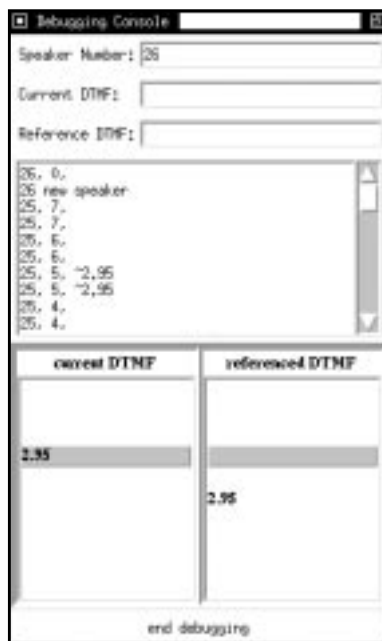 Debugging Console
Speaker Number: 26
Current DTMF:
Reference DTMF:
26, 0,
26 new speaker
25, 7,
25, 7,
25, 6,
25, 6,
25, 5, ~2,95
25, 5, ~2,95
25, 4,
25, 4,
current DTMF
referenced DTMF
2.95
2.95
end debugging